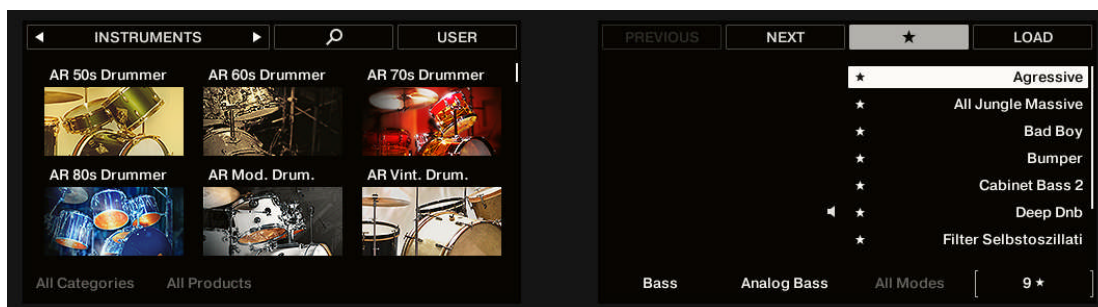 INSTRUMENTS USER
AR 50s Drummer AR 60s Drummer AR 70s Drummer
AR 80s Drummer AR Mod. Drum. AR Vint. Drum.
All Categories All Products
PREVIOUS NEXT ★ LOAD
★ Agressive
★ All Jungle Massive
★ Bad Boy
★ Bumper
★ Cabinet Bass 2
★ Deep Dnb
★ Filter Selbstoszillati
Bass Analog Bass All Modes [ 9 ★ ]